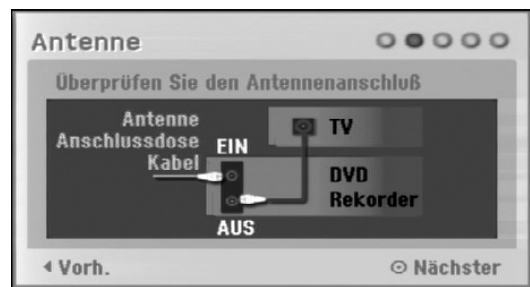 Antenne
Überprüfen Sie den Antennenanschluß
Antenne
Anschlussdose
Kabel
EIN
TV
DVD
Rekorder
AUS
Vorh.
Nächster